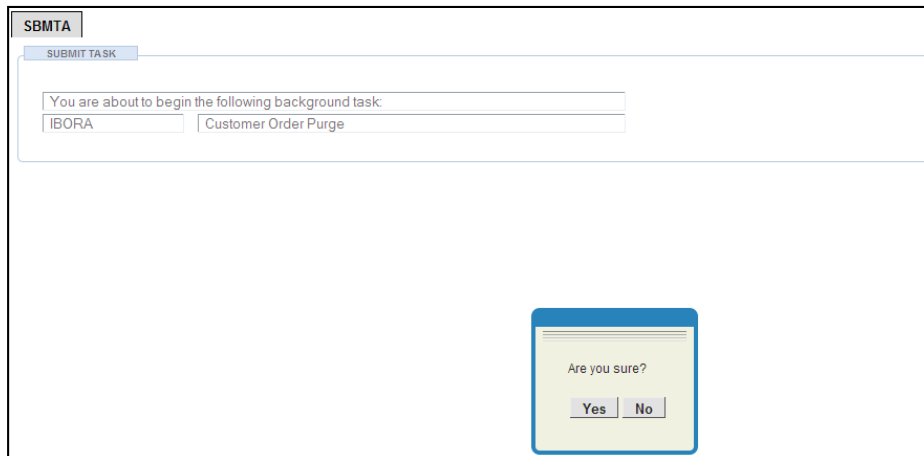 SBMTA
SUBMIT TASK
You are about to begin the following background task:
IBORA Customer Order Purge
Are you sure?
Yes No